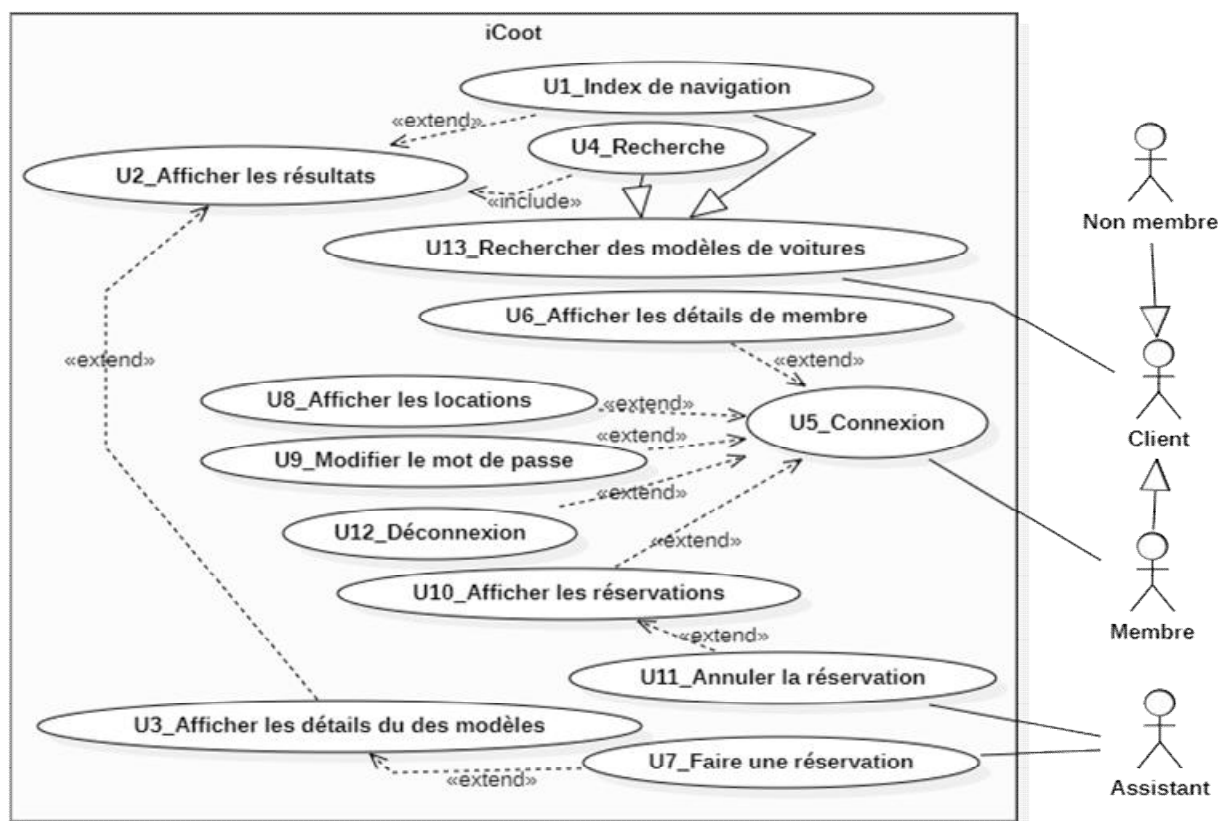 iCoot
U1_Index de navigation
«extend»
U4_Recherche
Non membre
U2_Afficher les résultats
«include»
U13_Rechercher des modèles de voitures
U6_Afficher les détails de membre
«extend»
«extend»
U8_Afficher les locations
«extend»
U5_Connexion
Client
«extend»
U9_Modifier le mot de passe
«extend»
U12_Déconnexion
«extend»
U10_Afficher les réservations
«extend»
Membre
U11_Annuler la réservation
U3_Afficher les détails du des modèles
U7_Faire une réservation
«extend»
Assistant